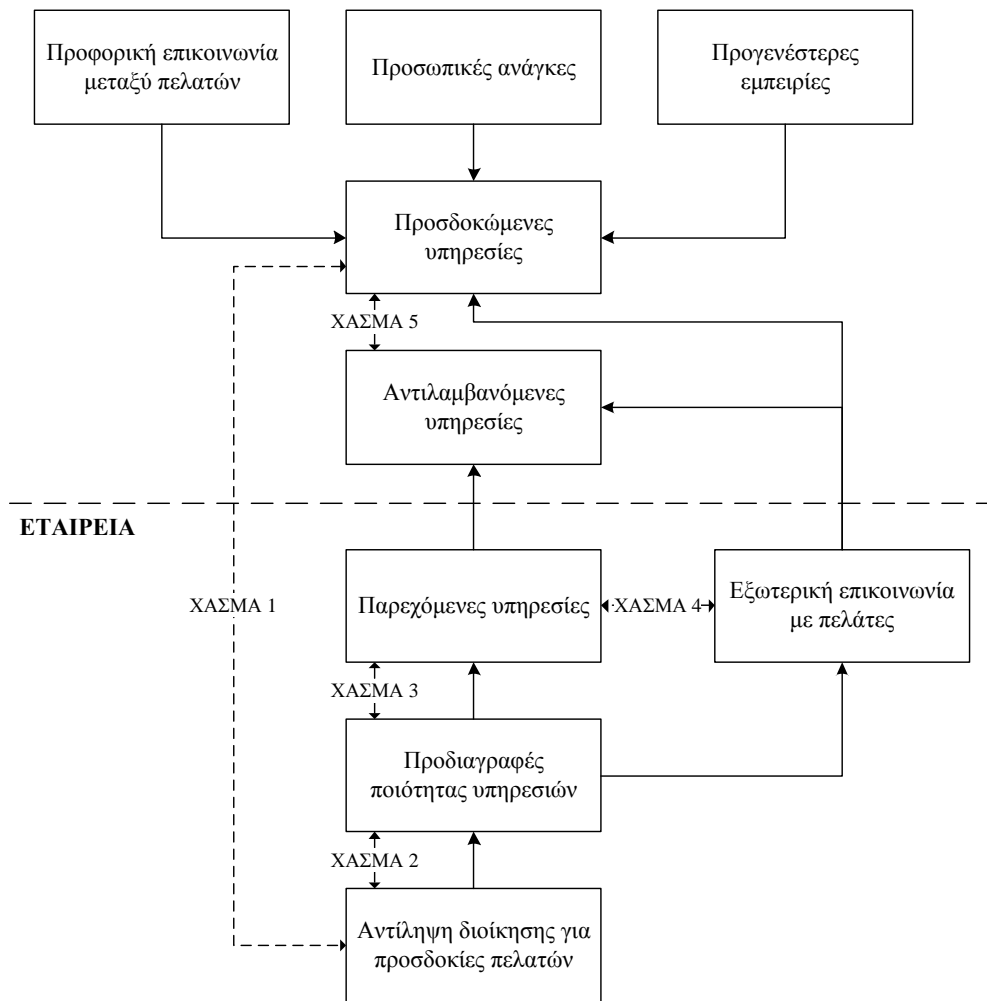 Προφορική επικοινωνία
μεταξύ πελατών
Προσωπικές ανάγκες
Προγενέστερες
εμπειρίες
Προσδοκώμενες
υπηρεσίες
ΧΑΣΜΑ 5
Αντιλαμβανόμενες
υπηρεσίες
ΕΤΑΙΡΕΙΑ
ΧΑΣΜΑ 1
Παρεχόμενες υπηρεσίες
ΧΑΣΜΑ 4
Εξωτερική επικοινωνία
με πελάτες
ΧΑΣΜΑ 3
Προδιαγραφές
ποιότητας υπηρεσιών
ΧΑΣΜΑ 2
Αντίληψη διοίκησης για
προσδοκίες πελατών